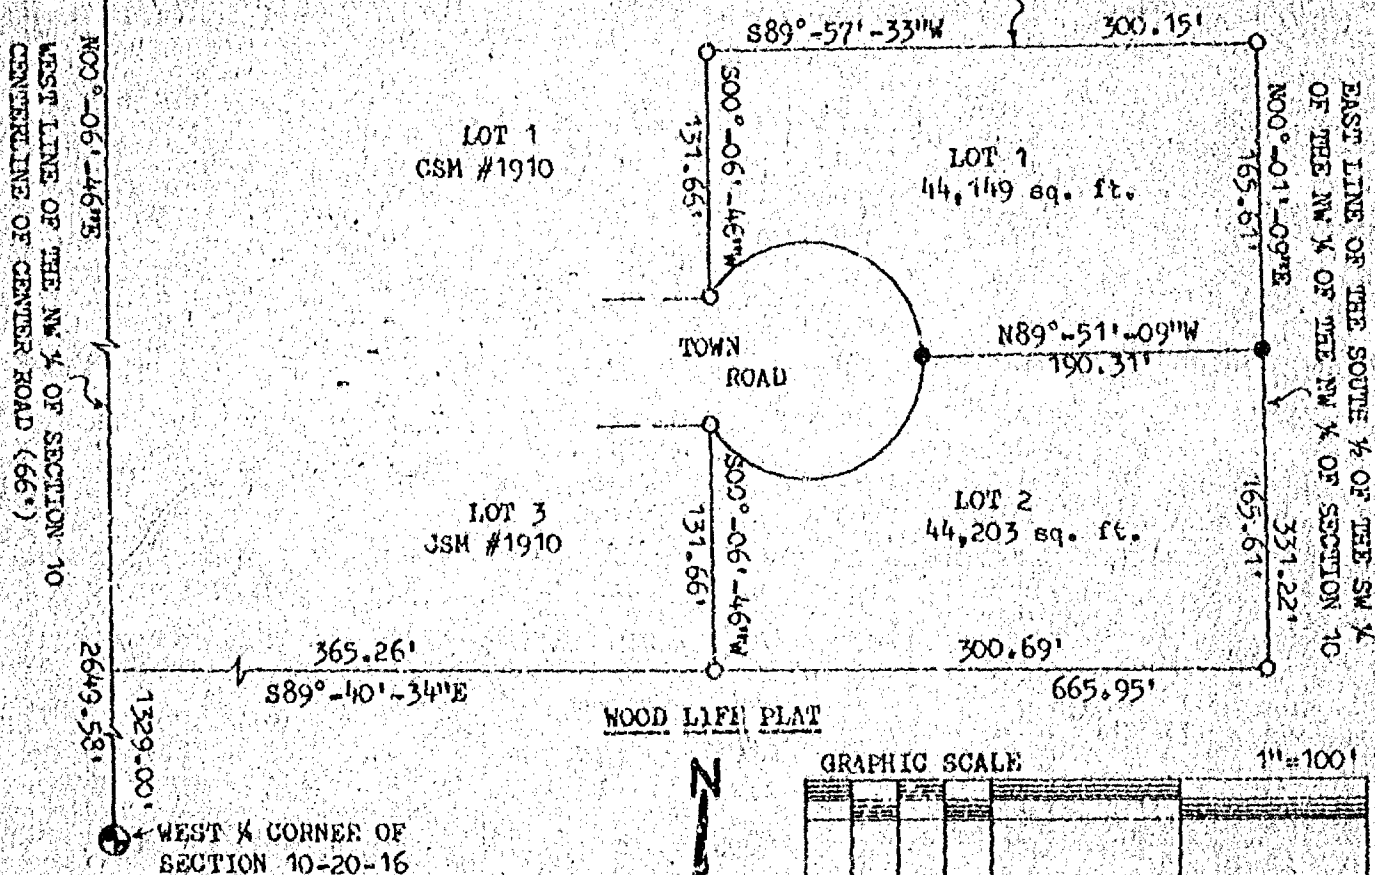 S89°-57'-33"W 300.15'
N00°-06'-46"E
WEST LINE OF THE NW ¼ OF SECTION 10
CENTERLINE OF CENTER ROAD (66')
LOT 1
CSM #1910
S00°-06'-46"W
131.65'
LOT 1
44,149 sq. ft.
165.61'
N00°-01'-09"E
EAST LINE OF THE SOUTH ½ OF THE SW ¼
OF THE NW ¼ OF THE NW ¼ OF SECTION 10
TOWN
ROAD
N89°-51'-09"W
190.31'
LOT 3
CSM #1910
S00°-06'-46"W
131.66'
LOT 2
44,203 sq. ft.
165.61'
331.22'
365.26'
S89°-40'-34"E
300.69'
665.95'
2649.58'
1329.00'
WOOD LIFE PLAT
WEST ¼ CORNER OF
SECTION 10-20-16
N
GRAPHIC SCALE 1"=100'